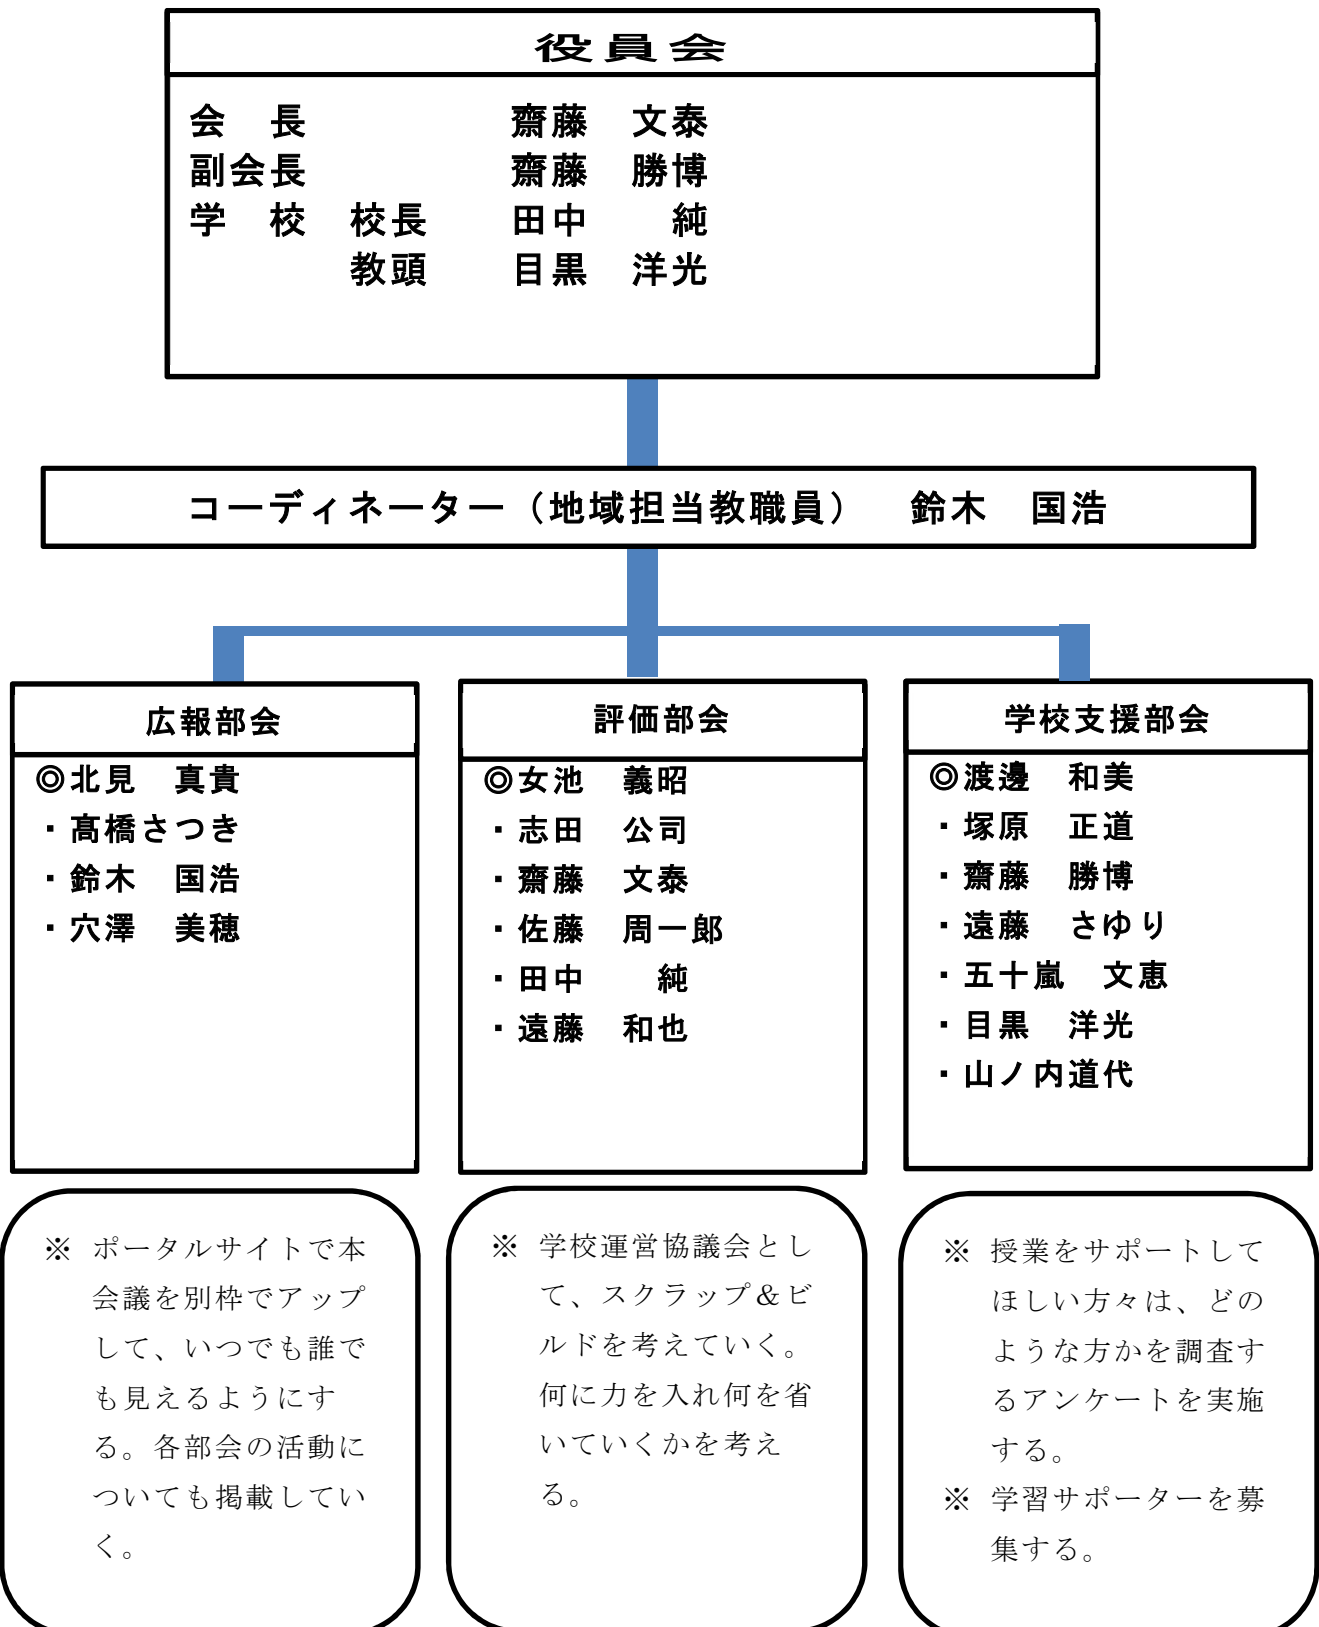 役員会
会　長　　　　　齋藤　文泰
副会長　　　　　齋藤　勝博
学　校　校長　　田中　　純
教頭　　目黒　洋光
コーディネーター（地域担当教職員）　鈴木　国浩
広報部会
◎北見　真貴
・髙橋さつき
・鈴木　国浩
・穴澤　美穂
評価部会
◎女池　義昭
・志田　公司
・齋藤　文泰
・佐藤　周一郎
・田中　　純
・遠藤　和也
学校支援部会
◎渡邊　和美
・塚原　正道
・齋藤　勝博
・遠藤　さゆり
・五十嵐　文恵
・目黒　洋光
・山ノ内道代
※ ポータルサイトで本
会議を別枠でアップ
して、いつでも誰で
も見えるようにす
る。各部会の活動に
ついても掲載してい
く。
※ 学校運営協議会とし
て、スクラップ＆ビ
ルドを考えていく。
何に力を入れ何を省
いていくかを考え
る。
※ 授業をサポートして
ほしい方々は、どの
ような方かを調査す
るアンケートを実施
する。
※ 学習サポーターを募
集する。